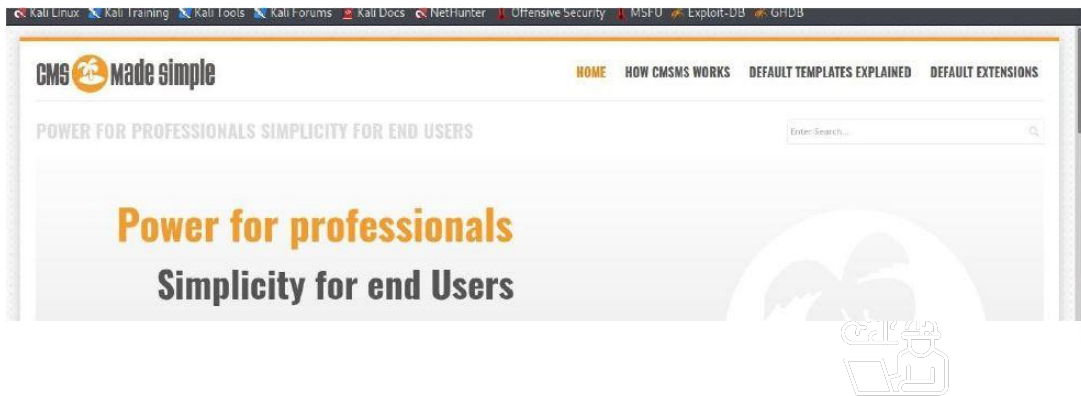 Kali Linux Kali Training Kali Tools Kali Forums Kali Docs NetHunter Offensive Security MSFU Exploit-DB GHDB
CMS Made Simple
HOME HOW CMSMS WORKS DEFAULT TEMPLATES EXPLAINED DEFAULT EXTENSIONS
POWER FOR PROFESSIONALS SIMPLICITY FOR END USERS
Enter Search...
Power for professionals
Simplicity for end Users